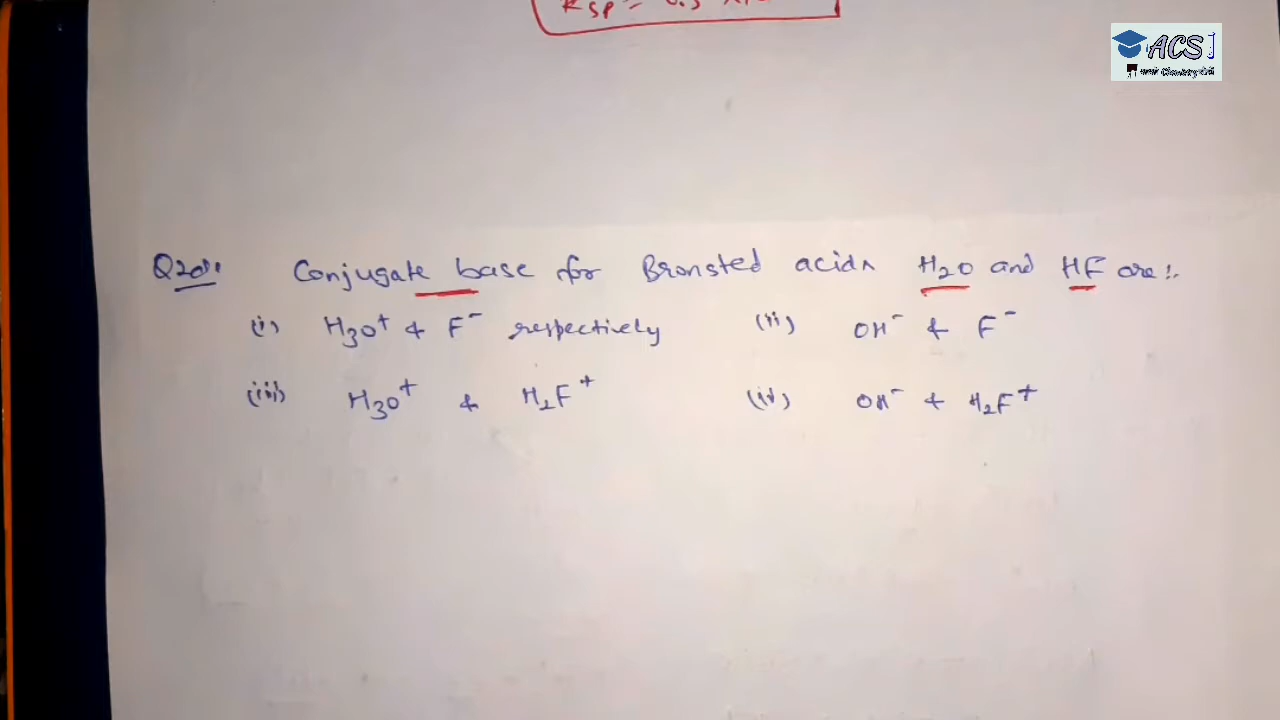 Ksp =
ACS
Q20: Conjugate base for Bronsted acids H2O and HF are:-
(i) H3O+ & F- respectively (ii) OH- & F-
(iii) H3O+ & H2F+ (iv) OH- & H2F+